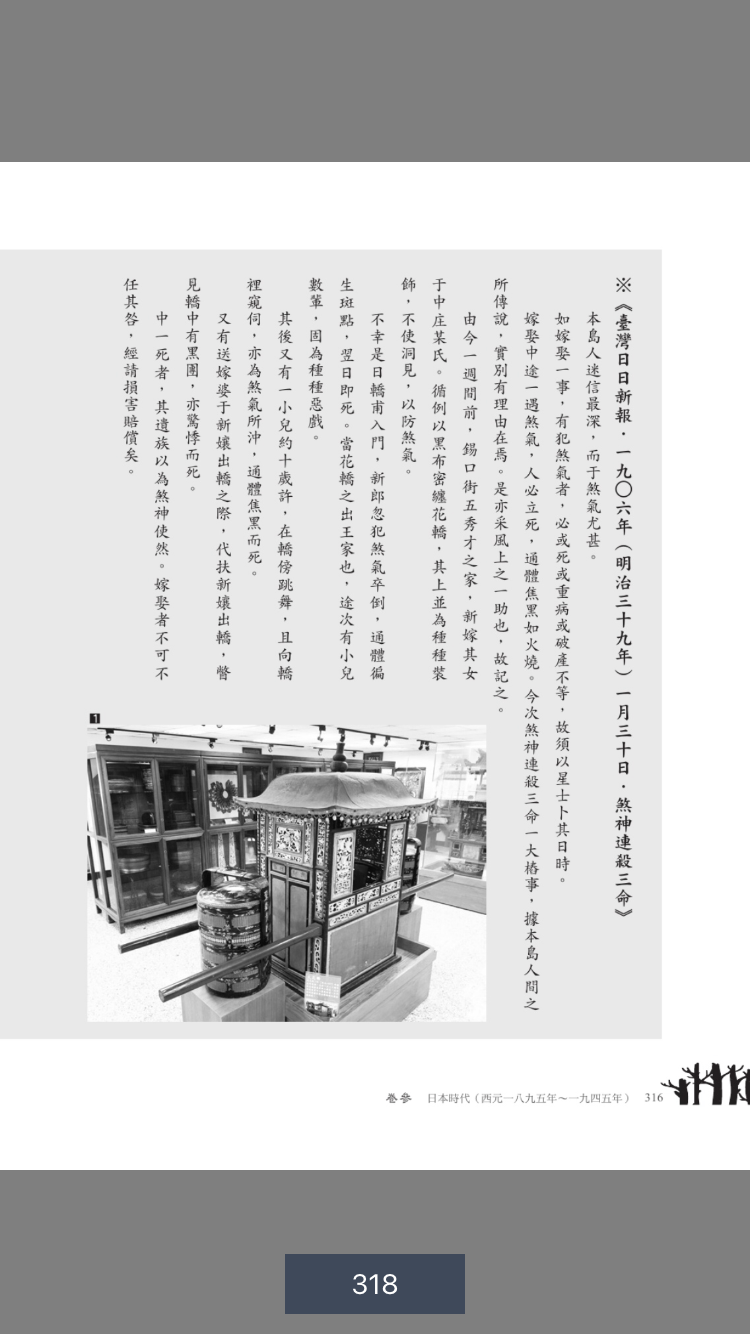 ※《臺灣日日新報．一九〇六年（明治三十九年）一月三十日．煞神連殺三命》
本島人迷信最深，而于煞氣尤甚。
如嫁娶一事，有犯煞氣者，必或死或重病或破產不等，故須以星士卜其日時。
嫁娶中途一遇煞氣，人必立死，通體焦黑如火燒。今次煞神連殺三命一大樁事，據本島人間之
所傳說，實別有理由在焉。是亦采風上之一助也，故記之。
由今一週間前，錫口街五秀才之家，新嫁其女
于中庄某氏。循例以黑布密纏花轎，其上並為種種裝
飾，不使洞見，以防煞氣。
不幸是日轎甫入門，新郎忽犯煞氣卒倒，通體徧
生斑點，翌日即死。當花轎之出王家也，途次有小兒
數輩，因為種種惡戲。
其後又有一小兒約十歲許，在轎傍跳舞，且向轎
裡窺伺，亦為煞氣所沖，通體焦黑而死。
又有送嫁婆于新孃出轎之際，代扶新孃出轎，瞥
見轎中有黑團，亦驚悸而死。
中一死者，其遺族以為煞神使然。嫁娶者不可不
任其咎，經請損害賠償矣。
1
卷參 日本時代（西元一八九五年～一九四五年） 316
318